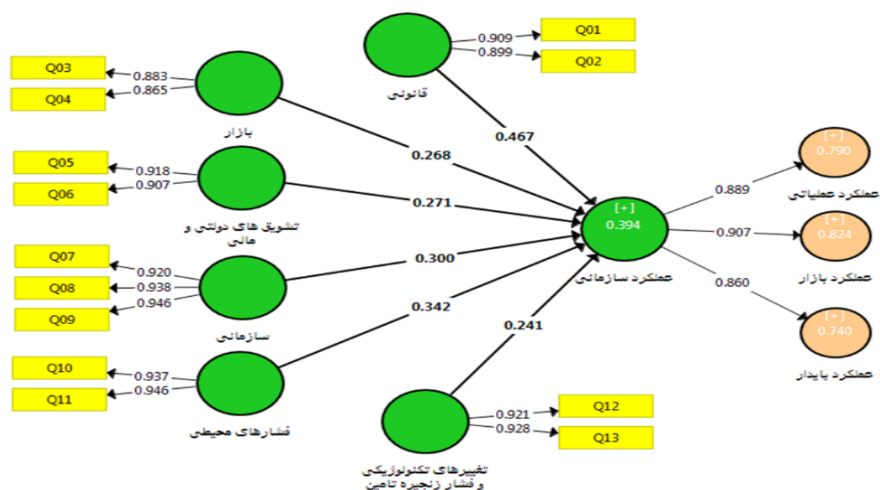 Q01
0.909
0.899
Q02
قانونی
Q03
0.883
0.865
Q04
بازار
Q05
0.918
0.907
Q06
تشویق های دولتی و
مالی
Q07
0.920
Q08
0.938
0.946
Q09
سازمانی
Q10
0.937
0.946
Q11
فشارهای محیطی
Q12
0.921
0.928
Q13
تغییرهای تکنولوژیکی
و فشار زنجیره تامین
0.467
0.268
0.271
0.300
0.342
0.241
[+]
0.394
عملکرد سازمانی
0.889
0.907
0.860
[+]
0.790
عملکرد عملیاتی
[+]
0.824
عملکرد بازار
[+]
0.740
عملکرد پایدار